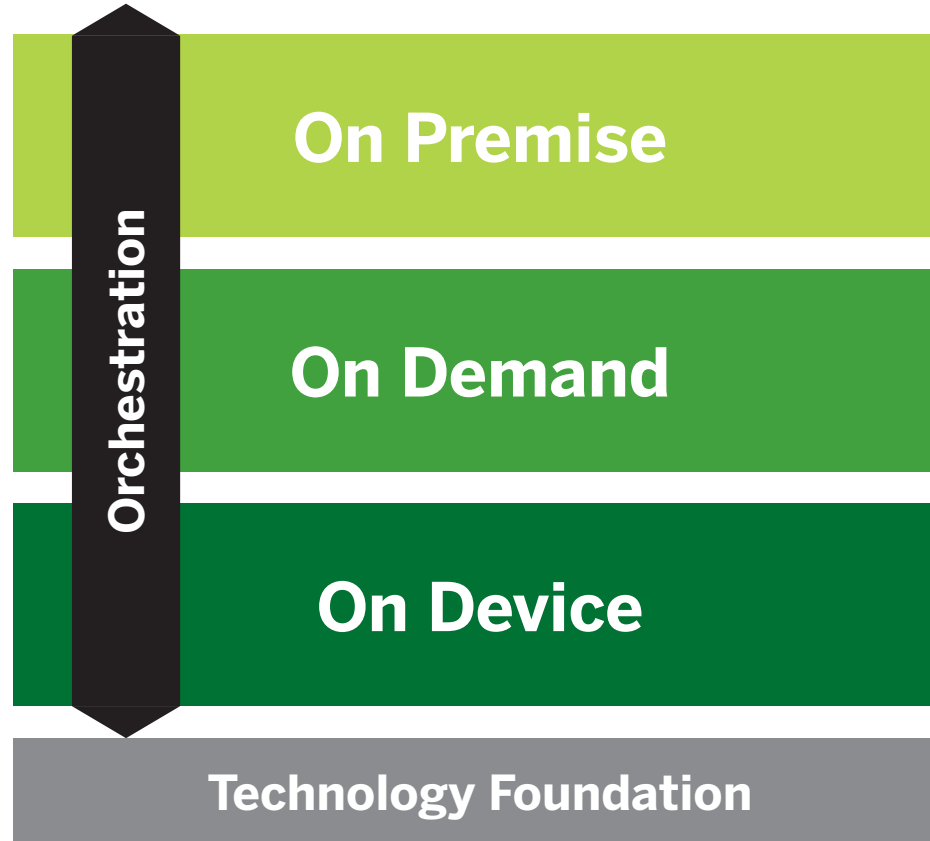 On Premise
Orchestration
On Demand
On Device
Technology Foundation